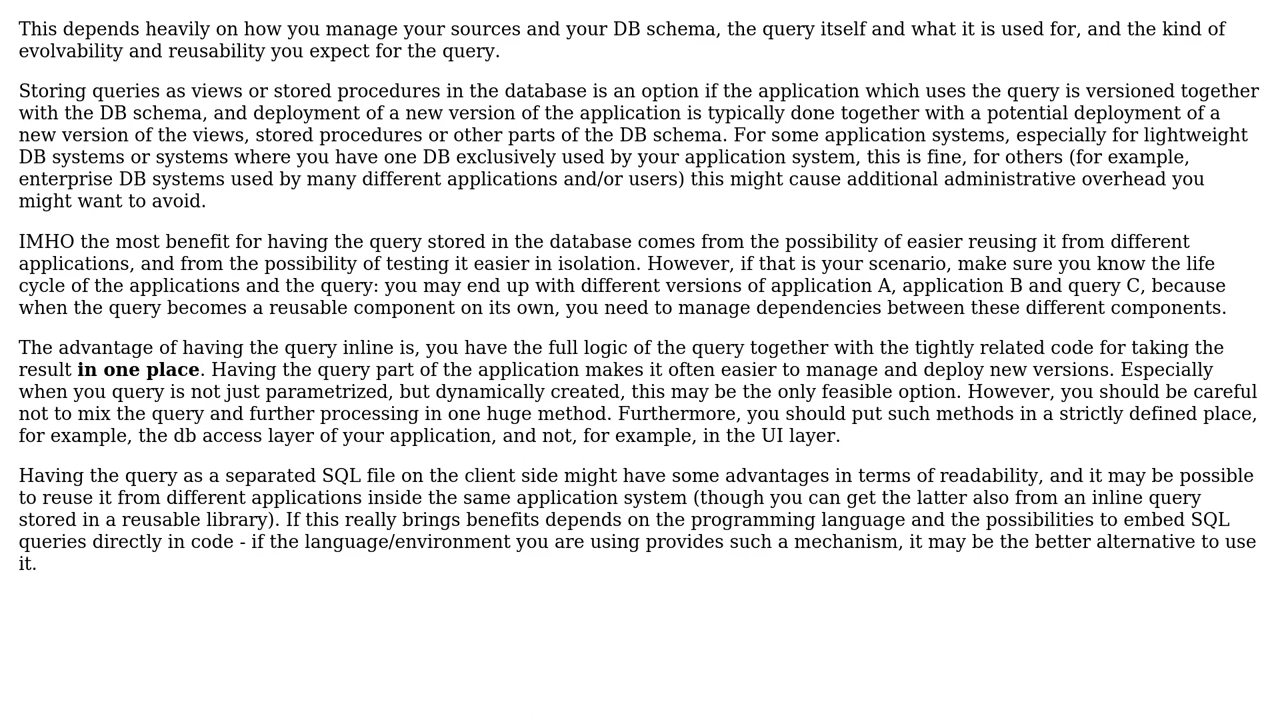 This depends heavily on how you manage your sources and your DB schema, the query itself and what it is used for, and the kind of
evolvability and reusability you expect for the query.
Storing queries as views or stored procedures in the database is an option if the application which uses the query is versioned together
with the DB schema, and deployment of a new version of the application is typically done together with a potential deployment of a
new version of the views, stored procedures or other parts of the DB schema. For some application systems, especially for lightweight
DB systems or systems where you have one DB exclusively used by your application system, this is fine, for others (for example,
enterprise DB systems used by many different applications and/or users) this might cause additional administrative overhead you
might want to avoid.
IMHO the most benefit for having the query stored in the database comes from the possibility of easier reusing it from different
applications, and from the possibility of testing it easier in isolation. However, if that is your scenario, make sure you know the life
cycle of the applications and the query: you may end up with different versions of application A, application B and query C, because
when the query becomes a reusable component on its own, you need to manage dependencies between these different components.
The advantage of having the query inline is, you have the full logic of the query together with the tightly related code for taking the
result in one place. Having the query part of the application makes it often easier to manage and deploy new versions. Especially
when you query is not just parametrized, but dynamically created, this may be the only feasible option. However, you should be careful
not to mix the query and further processing in one huge method. Furthermore, you should put such methods in a strictly defined place,
for example, the db access layer of your application, and not, for example, in the UI layer.
Having the query as a separated SQL file on the client side might have some advantages in terms of readability, and it may be possible
to reuse it from different applications inside the same application system (though you can get the latter also from an inline query
stored in a reusable library). If this really brings benefits depends on the programming language and the possibilities to embed SQL
queries directly in code - if the language/environment you are using provides such a mechanism, it may be the better alternative to use
it.